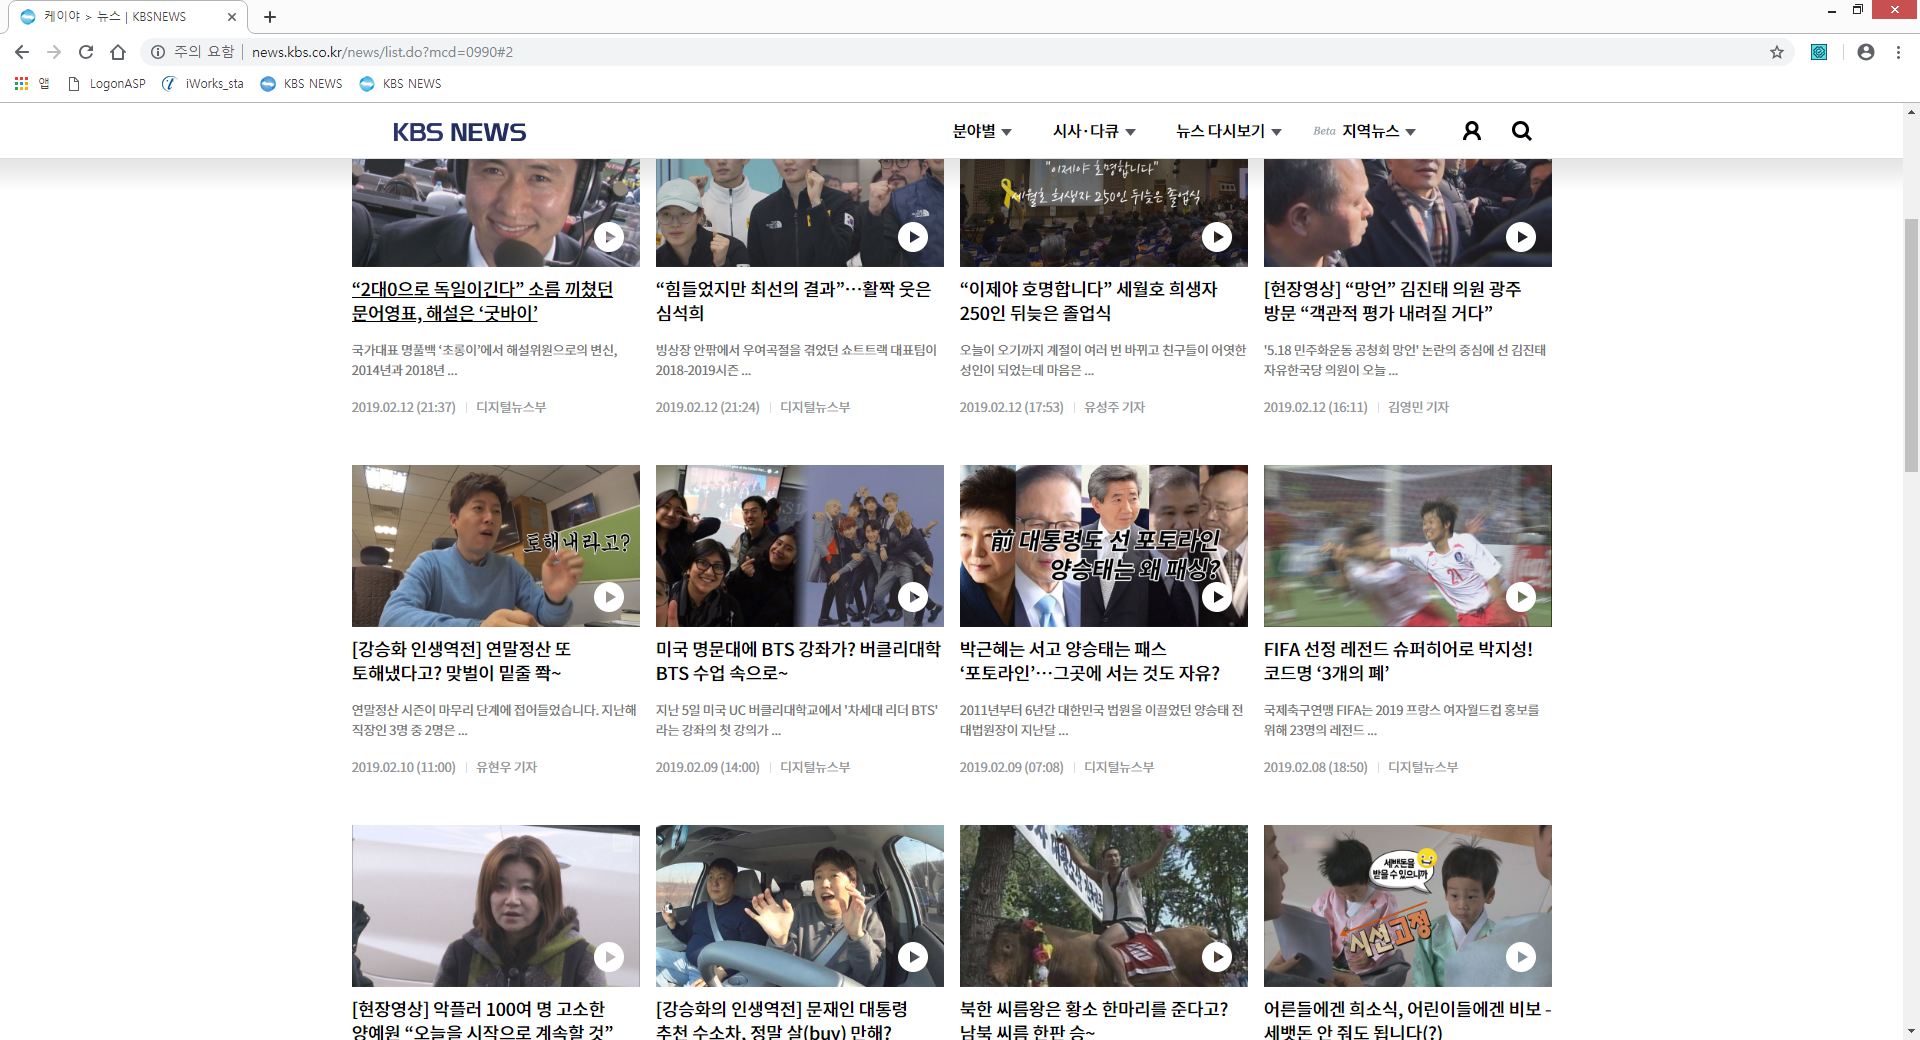 케이야 > 뉴스 | KBSNEWS
주의 요함 | news.kbs.co.kr/news/list.do?mcd=0990#2
앱 LogonASP iWorks_sta KBS NEWS KBS NEWS
KBS NEWS 분야별 시사·다큐 뉴스 다시보기 Beta 지역뉴스
"이제야 호명합니다"
세월호 희생자 250인 뒤늦은 졸업식
“2대0으로 독일이긴다” 소름 끼쳤던
문어영표, 해설은 ‘굿바이’
국가대표 명풀백 ‘초롱이’에서 해설위원으로의 변신,
2014년과 2018년 ...
2019.02.12 (21:37) | 디지털뉴스부
“힘들었지만 최선의 결과”…활짝 웃은
심석희
빙상장 안팎에서 우여곡절을 겪었던 쇼트트랙 대표팀이
2018-2019시즌 ...
2019.02.12 (21:24) | 디지털뉴스부
“이제야 호명합니다” 세월호 희생자
250인 뒤늦은 졸업식
오늘이 오기까지 계절이 여러 번 바뀌고 친구들이 어엿한
성인이 되었는데 마음은 ...
2019.02.12 (17:53) | 유성주 기자
[현장영상] “망언” 김진태 의원 광주
방문 “객관적 평가 내려질 거다”
'5.18 민주화운동 공청회 망언' 논란의 중심에 선 김진태
자유한국당 의원이 오늘 ...
2019.02.12 (16:11) | 김영민 기자
토해내라고?
[강승화 인생역전] 연말정산 또
토해냈다고? 맞벌이 밑줄 쫙~
연말정산 시즌이 마무리 단계에 접어들었습니다. 지난해
직장인 3명 중 2명은 ...
2019.02.10 (11:00) | 유현우 기자
미국 명문대에 BTS 강좌가? 버클리대학
BTS 수업 속으로~
지난 5일 미국 UC 버클리대학교에서 '차세대 리더 BTS'
라는 강좌의 첫 강의가 ...
2019.02.09 (14:00) | 디지털뉴스부
前 대통령도 선 포토라인
양승태는 왜 패싱?
박근혜는 서고 양승태는 패스
‘포토라인’…그곳에 서는 것도 자유?
2011년부터 6년간 대한민국 법원을 이끌었던 양승태 전
대법원장이 지난달 ...
2019.02.09 (07:08) | 디지털뉴스부
21
FIFA 선정 레전드 슈퍼히어로 박지성!
코드명 ‘3개의 폐’
국제축구연맹 FIFA는 2019 프랑스 여자월드컵 홍보를
위해 23명의 레전드 ...
2019.02.08 (18:50) | 디지털뉴스부
[현장영상] 악플러 100여 명 고소한
양예원 “오늘을 시작으로 계속할 것”
[강승화의 인생역전] 문재인 대통령
추천 수소차, 정말 살(buy) 만해?
북한 씨름왕은 황소 한마리를 준다고?
남북 씨름 한판 승~
세뱃돈을
받을 수 있으니까
시선고정
어른들에겐 희소식, 어린이들에겐 비보 -
세뱃돈 안 줘도 됩니다(?)